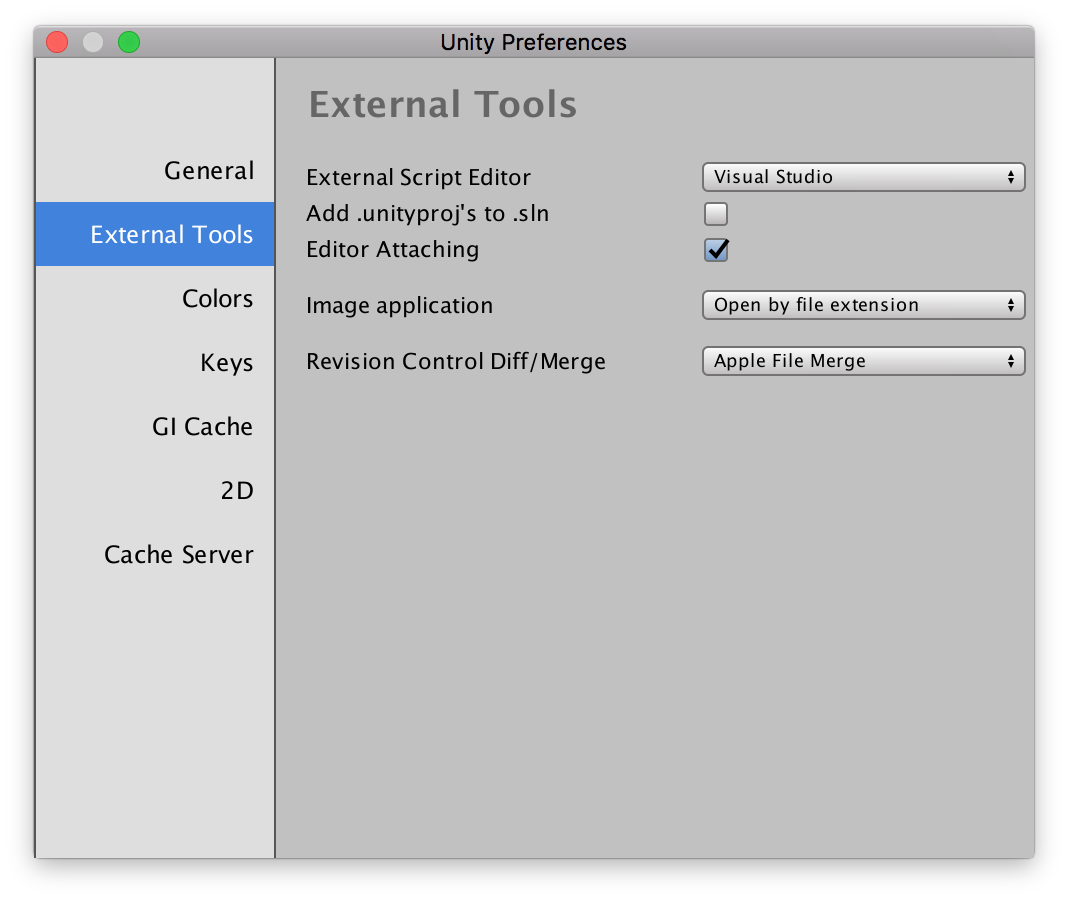 Unity Preferences
General
External Tools
Colors
Keys
GI Cache
2D
Cache Server
External Tools
External Script Editor Visual Studio
Add .unityproj's to .sln
Editor Attaching
Image application Open by file extension
Revision Control Diff/Merge Apple File Merge